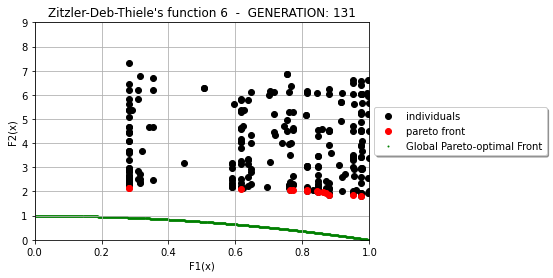 Zitzler-Deb-Thiele's function 6 - GENERATION: 131
9
8
7
6
5
4
3
2
1
0
F2(x)
0.0 0.2 0.4 0.6 0.8 1.0
F1(x)
individuals
pareto front
Global Pareto-optimal Front